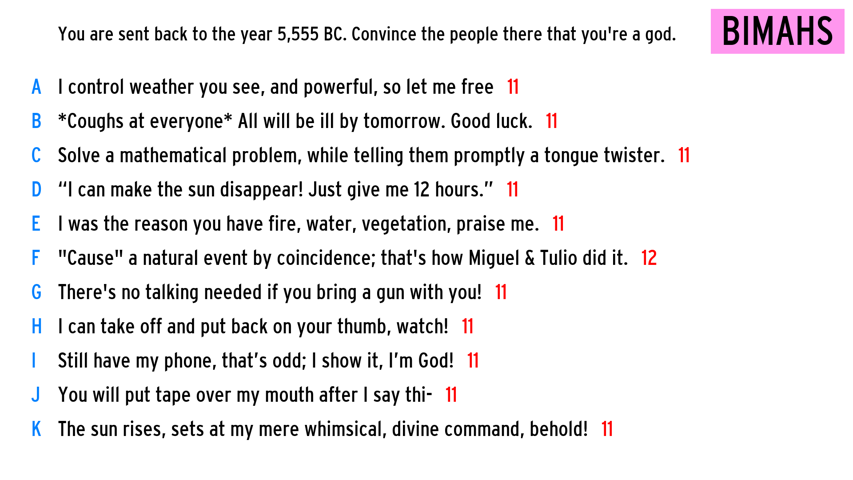 You are sent back to the year 5,555 BC. Convince the people there that you're a god.
BIMAHS
A I control weather you see, and powerful, so let me free 11
B *Coughs at everyone* All will be ill by tomorrow. Good luck. 11
C Solve a mathematical problem, while telling them promptly a tongue twister. 11
D “I can make the sun disappear! Just give me 12 hours.” 11
E I was the reason you have fire, water, vegetation, praise me. 11
F "Cause" a natural event by coincidence; that's how Miguel & Tulio did it. 12
G There's no talking needed if you bring a gun with you! 11
H I can take off and put back on your thumb, watch! 11
I Still have my phone, that’s odd; I show it, I’m God! 11
J You will put tape over my mouth after I say thi- 11
K The sun rises, sets at my mere whimsical, divine command, behold! 11